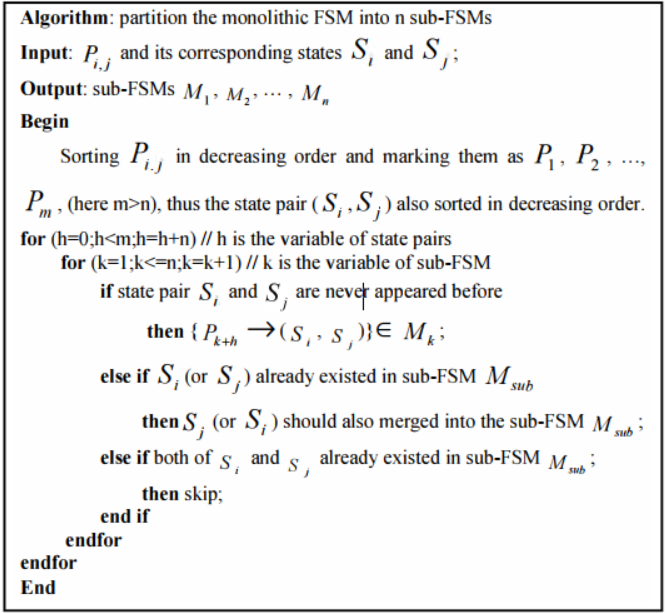 Algorithm: partition the monolithic FSM into n sub-FSMs
Input: P_{i,j} and its corresponding states S_i and S_j;
Output: sub-FSMs M_1, M_2, ⋯, M_n
Begin
Sorting P_{i.j} in decreasing order and marking them as P_1, P_2, ...,
P_m, (here m>n), thus the state pair (S_i,S_j) also sorted in decreasing order.
for (h=0;h<m;h=h+n) // h is the variable of state pairs
for (k=1;k<=n;k=k+1) // k is the variable of sub-FSM
if state pair S_i and S_j are never appeared before
then {P_{k+h}→(S_i, S_j)}∈ M_k;
else if S_i (or S_j) already existed in sub-FSM M_{sub}
then S_j (or S_i) should also merged into the sub-FSM M_{sub};
else if both of S_i and S_j already existed in sub-FSM M_{sub};
then skip;
end if
endfor
endfor
End